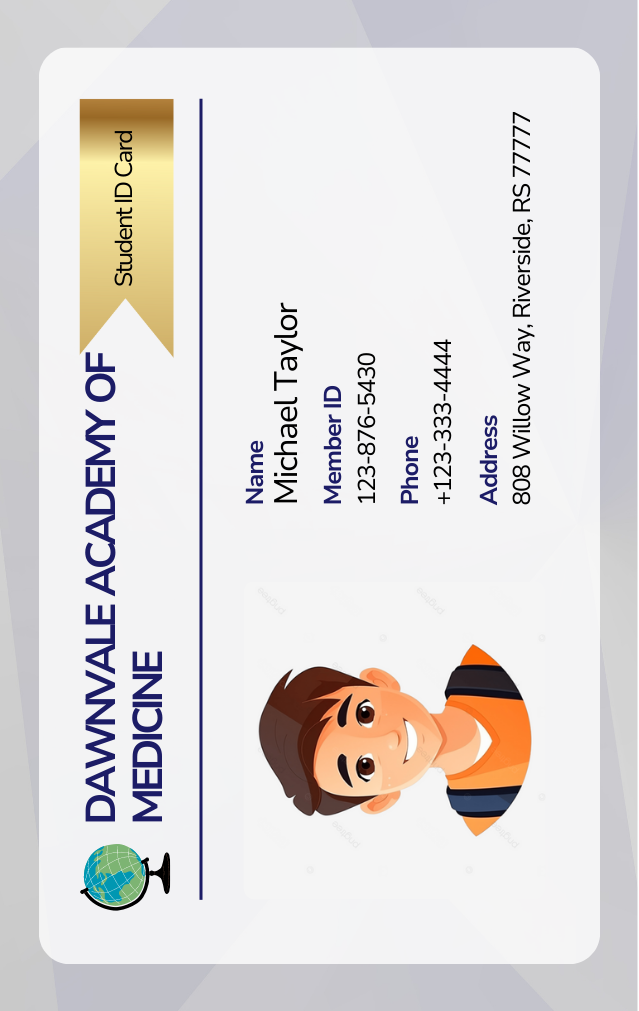 DAWNVALE ACADEMY OF
MEDICINE
Student ID Card
Name
Michael Taylor
Member ID
123-876-5430
Phone
+123-333-4444
Address
808 Willow Way, Riverside, RS 77777